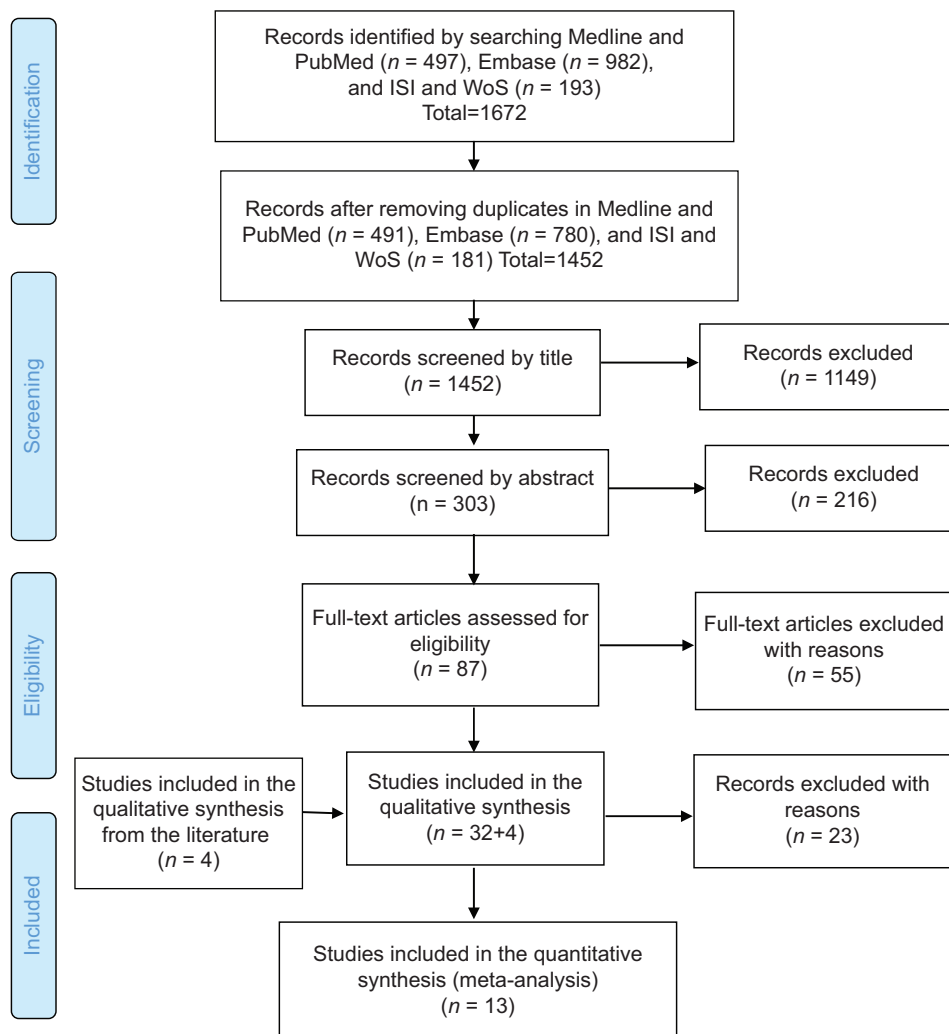 Identification
Records identified by searching Medline and
PubMed (n = 497), Embase (n = 982),
and ISI and WoS (n = 193)
Total=1672
Records after removing duplicates in Medline and
PubMed (n = 491), Embase (n = 780), and ISI and
WoS (n = 181) Total=1452
Screening
Records screened by title
(n = 1452)
Records excluded
(n = 1149)
Records screened by abstract
(n = 303)
Records excluded
(n = 216)
Eligibility
Full-text articles assessed for
eligibility
(n = 87)
Full-text articles excluded
with reasons
(n = 55)
Studies included in the
qualitative synthesis
from the literature
(n = 4)
Studies included in the
qualitative synthesis
(n = 32+4)
Records excluded with
reasons
(n = 23)
Included
Studies included in the quantitative
synthesis (meta-analysis)
(n = 13)